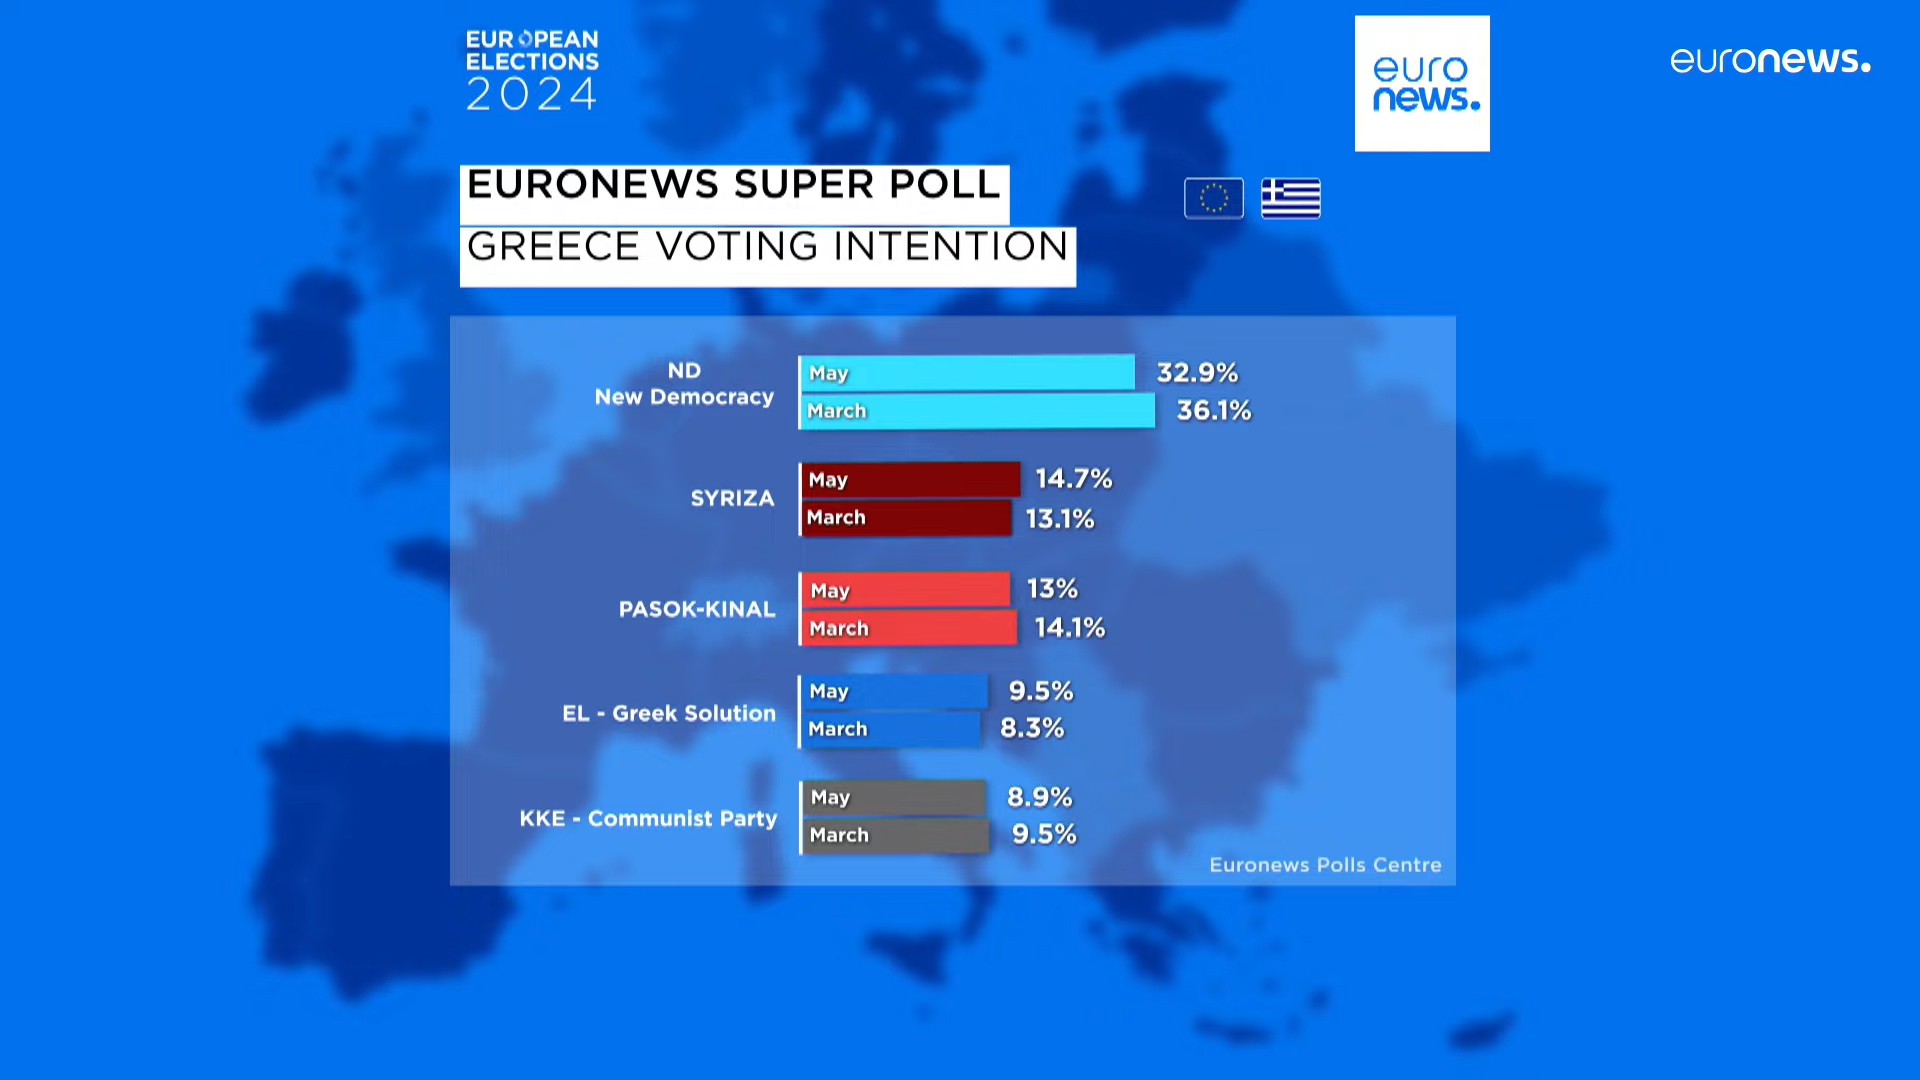 EUROPEAN
ELECTIONS
2024
euro
news.
euronews.
EURONEWS SUPER POLL
GREECE VOTING INTENTION
ND
New Democracy
May
32.9%
March
36.1%
SYRIZA
May
14.7%
March
13.1%
PASOK-KINAL
May
13%
March
14.1%
EL - Greek Solution
May
9.5%
March
8.3%
KKE - Communist Party
May
8.9%
March
9.5%
Euronews Polls Centre